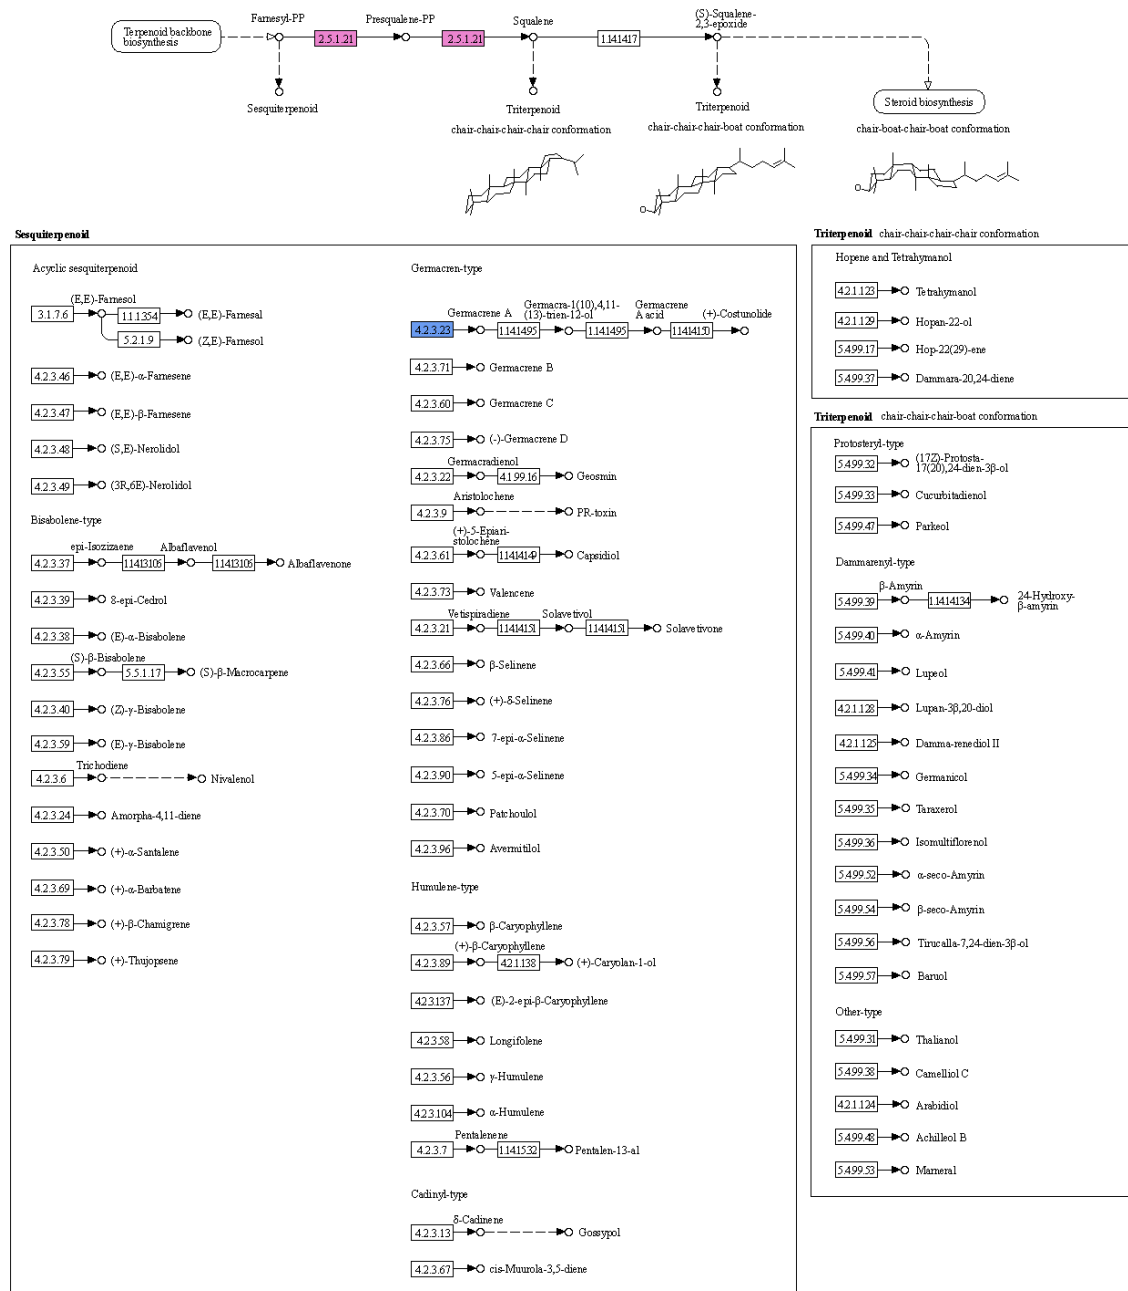 Terpenoid backbone
biosynthesis
Farnesyl-PP
2.5.1.21
Presqualene-PP
2.5.1.21
Squalene
1.14.14.17
(S)-Squalene-
2,3-epoxide
Sesquiterpenoid
Triterpenoid
chair-chair-chair-chair conformation
Triterpenoid
chair-chair-chair-boat conformation
Steroid biosynthesis
chair-boat-chair-boat conformation
O
O
Sesquiterpenoid
Acyclic sesquiterpenoid
(E,E)-Farnesol
3.1.7.6
1.1.1.354
(E,E)-Farnesal
5.2.1.9
(Z,E)-Farnesol
4.2.3.46
(E,E)-α-Farnesene
4.2.3.47
(E,E)-β-Farnesene
4.2.3.48
(S,E)-Nerolidol
4.2.3.49
(3R,6E)-Nerolidol
Bisabolene-type
epi-Isozizaene
Albaflavenol
4.2.3.37
1.14.13.106
1.14.13.106
Albaflavenone
4.2.3.39
8-epi-Cedrol
4.2.3.38
(E)-α-Bisabolene
(S)-β-Bisabolene
4.2.3.55
5.5.1.17
(S)-β-Macrocarpene
4.2.3.40
(Z)-γ-Bisabolene
4.2.3.59
(E)-γ-Bisabolene
Trichodiene
4.2.3.6
Nivalenol
4.2.3.24
Amorpha-4,11-diene
4.2.3.50
(+)-α-Santalene
4.2.3.69
(+)-α-Barbatene
4.2.3.78
(+)-β-Chamigrene
4.2.3.79
(+)-Thujopsene
Germacren-type
Germacrene A
Germacra-1(10),4,11-
(13)-trien-12-ol
Germacrene
A acid
(+)-Costunolide
4.2.3.23
1.14.14.95
1.14.14.95
1.14.14.150
4.2.3.71
Germacrene B
4.2.3.60
Germacrene C
4.2.3.75
(-)-Germacrene D
Germacradienol
4.2.3.22
4.1.99.16
Geosmin
Aristolochene
4.2.3.9
PR-toxin
(+)-5-Epiari-
stolochene
4.2.3.61
1.14.14.149
Capsidiol
4.2.3.73
Valencene
Vetispiradiene
Solavetivol
4.2.3.21
1.14.14.151
1.14.14.151
Solavetivone
4.2.3.66
β-Selinene
4.2.3.76
(+)-δ-Selinene
4.2.3.86
7-epi-α-Selinene
4.2.3.90
5-epi-α-Selinene
4.2.3.70
Patchoulol
4.2.3.96
Avermitilol
Humulene-type
4.2.3.57
β-Caryophyllene
(+)-β-Caryophyllene
4.2.3.89
4.2.1.138
(+)-Caryolan-1-ol
4.2.3.137
(E)-2-epi-β-Caryophyllene
4.2.3.58
Longifolene
4.2.3.56
γ-Humulene
4.2.3.104
α-Humulene
Pentalenene
4.2.3.7
1.14.15.32
Pentalen-13-al
Cadinyl-type
δ-Cadinene
4.2.3.13
Gossypol
4.2.3.67
cis-Muurola-3,5-diene
Triterpenoid chair-chair-chair-chair conformation
Hopene and Tetrahymanol
4.2.1.123
Tetrahymanol
4.2.1.129
Hopan-22-ol
5.4.99.17
Hop-22(29)-ene
5.4.99.37
Dammara-20,24-diene
Triterpenoid chair-chair-chair-boat conformation
Protosteryl-type
5.4.99.32
(17Z)-Protosta-
17(20),24-dien-3β-ol
5.4.99.33
Cucurbitadienol
5.4.99.47
Parkeol
Dammarenyl-type
β-Amyrin
5.4.99.39
1.14.14.134
24-Hydroxy-
β-amyrin
5.4.99.40
α-Amyrin
5.4.99.41
Lupeol
4.2.1.128
Lupan-3β,20-diol
4.2.1.125
Damma-renediol II
5.4.99.34
Germanicol
5.4.99.35
Taraxerol
5.4.99.36
Isomultiflorenol
5.4.99.52
α-seco-Amyrin
5.4.99.54
β-seco-Amyrin
5.4.99.56
Tirucalla-7,24-dien-3β-ol
5.4.99.57
Baruol
Other-type
5.4.99.31
Thalianol
5.4.99.38
Camelliol C
4.2.1.124
Arabidiol
5.4.99.48
Achilleol B
5.4.99.53
Marneral